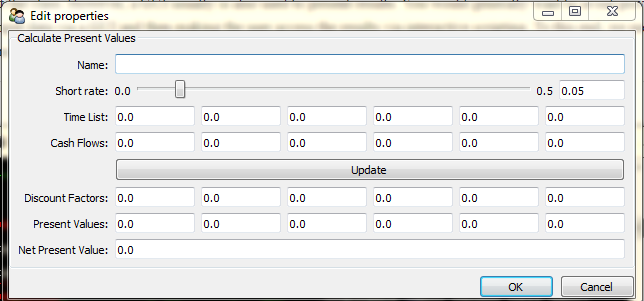 Edit properties
Calculate Present Values
Name:
Short rate: 0.0 0.5 0.05
Time List: 0.0 0.0 0.0 0.0 0.0 0.0
Cash Flows: 0.0 0.0 0.0 0.0 0.0 0.0
Update
Discount Factors: 0.0 0.0 0.0 0.0 0.0 0.0
Present Values: 0.0 0.0 0.0 0.0 0.0 0.0
Net Present Value: 0.0
OK Cancel